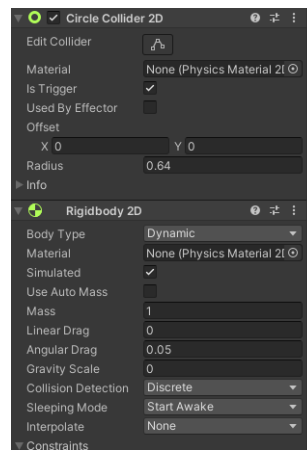 Circle Collider 2D
Edit Collider
Material None (Physics Material 2D
Is Trigger
Used By Effector
Offset
X 0 Y 0
Radius 0.64
Info
Rigidbody 2D
Body Type Dynamic
Material None (Physics Material 2D
Simulated
Use Auto Mass
Mass 1
Linear Drag 0
Angular Drag 0.05
Gravity Scale 0
Collision Detection Discrete
Sleeping Mode Start Awake
Interpolate None
Constraints